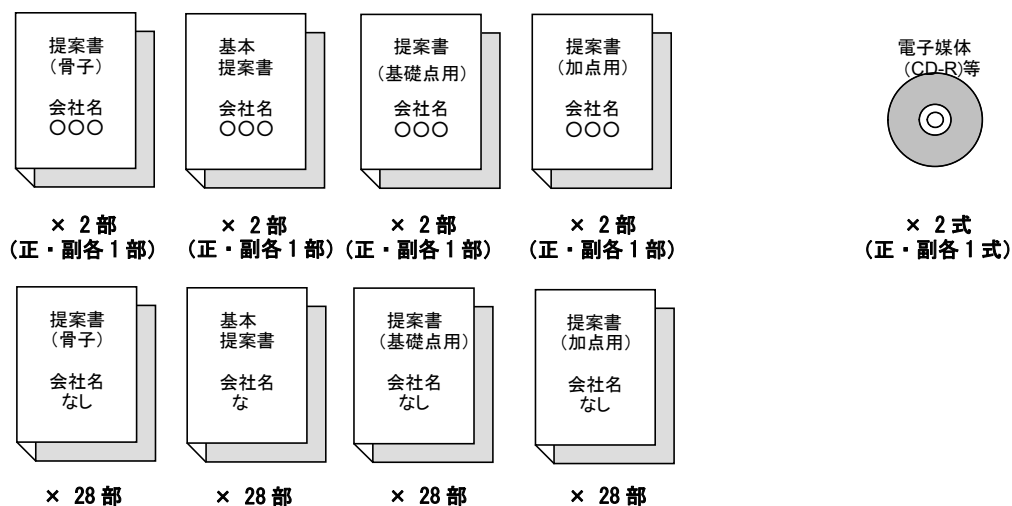 提案書
(骨子)
会社名
○○○
基本
提案書
会社名
○○○
提案書
(基礎点用)
会社名
○○○
提案書
(加点用)
会社名
○○○
電子媒体
(CD-R)等
× 2部
(正・副各1部)
× 2部
(正・副各1部)
× 2部
(正・副各1部)
× 2部
(正・副各1部)
× 2式
(正・副各1式)
提案書
(骨子)
会社名
なし
基本
提案書
会社名
な
提案書
(基礎点用)
会社名
なし
提案書
(加点用)
会社名
なし
× 28部
× 28部
× 28部
× 28部